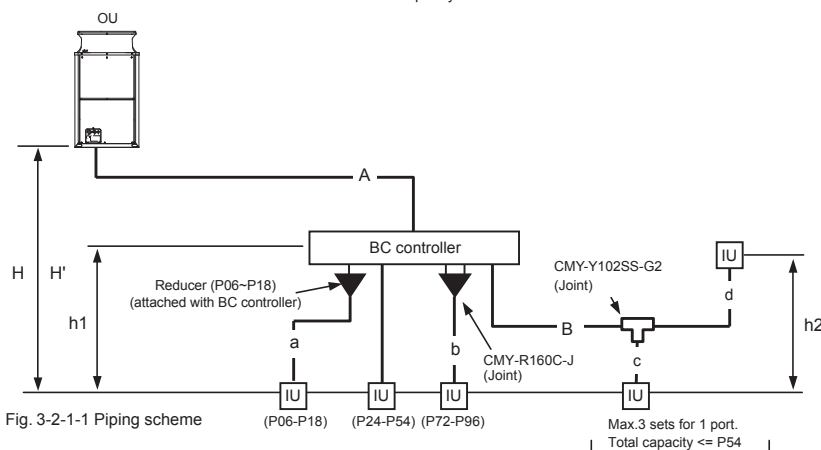 OU
A
BC controller
H
H'
h1
Reducer (P06~P18)
(attached with BC controller)
CMY-Y102SS-G2
(Joint)
IU
d
h2
B
a
b
CMY-R160C-J
(Joint)
c
IU
IU
IU
IU
Fig. 3-2-1-1 Piping scheme
(P06-P18)
(P24-P54)
(P72-P96)
Max.3 sets for 1 port.
Total capacity <= P54